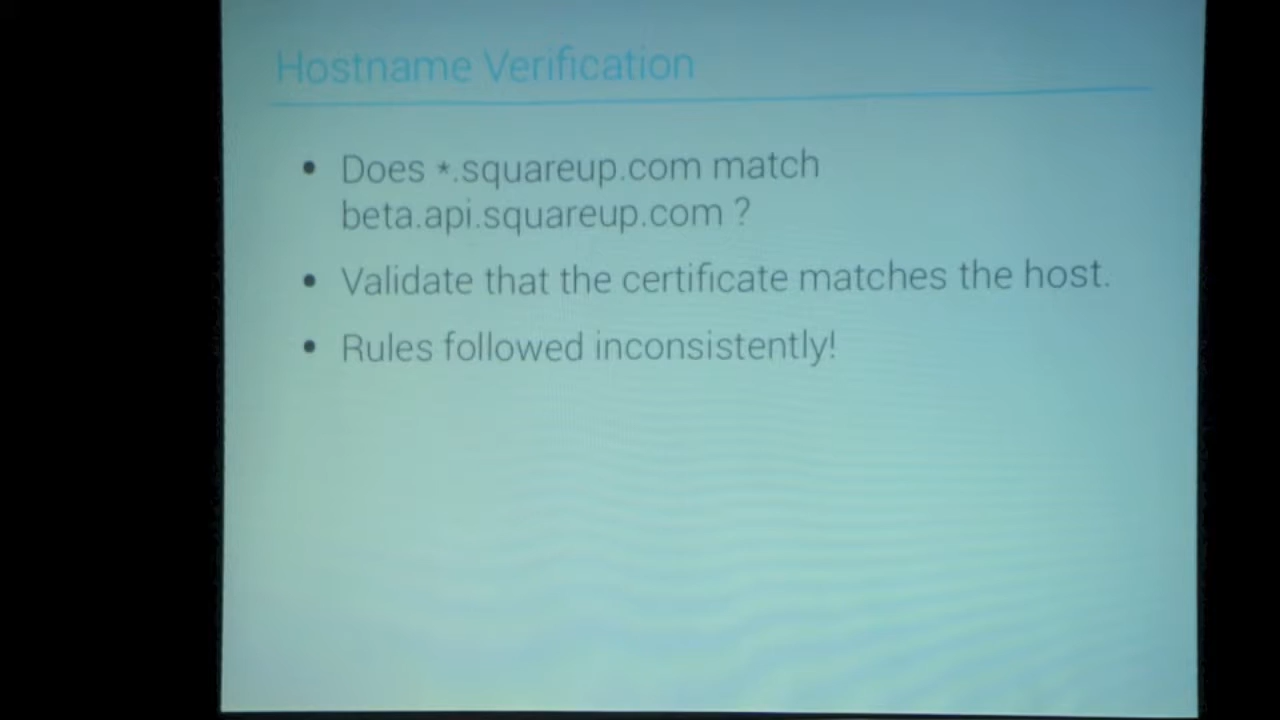 Hostname Verification
• Does *.squareup.com match
beta.api.squareup.com ?
• Validate that the certificate matches the host.
• Rules followed inconsistently!